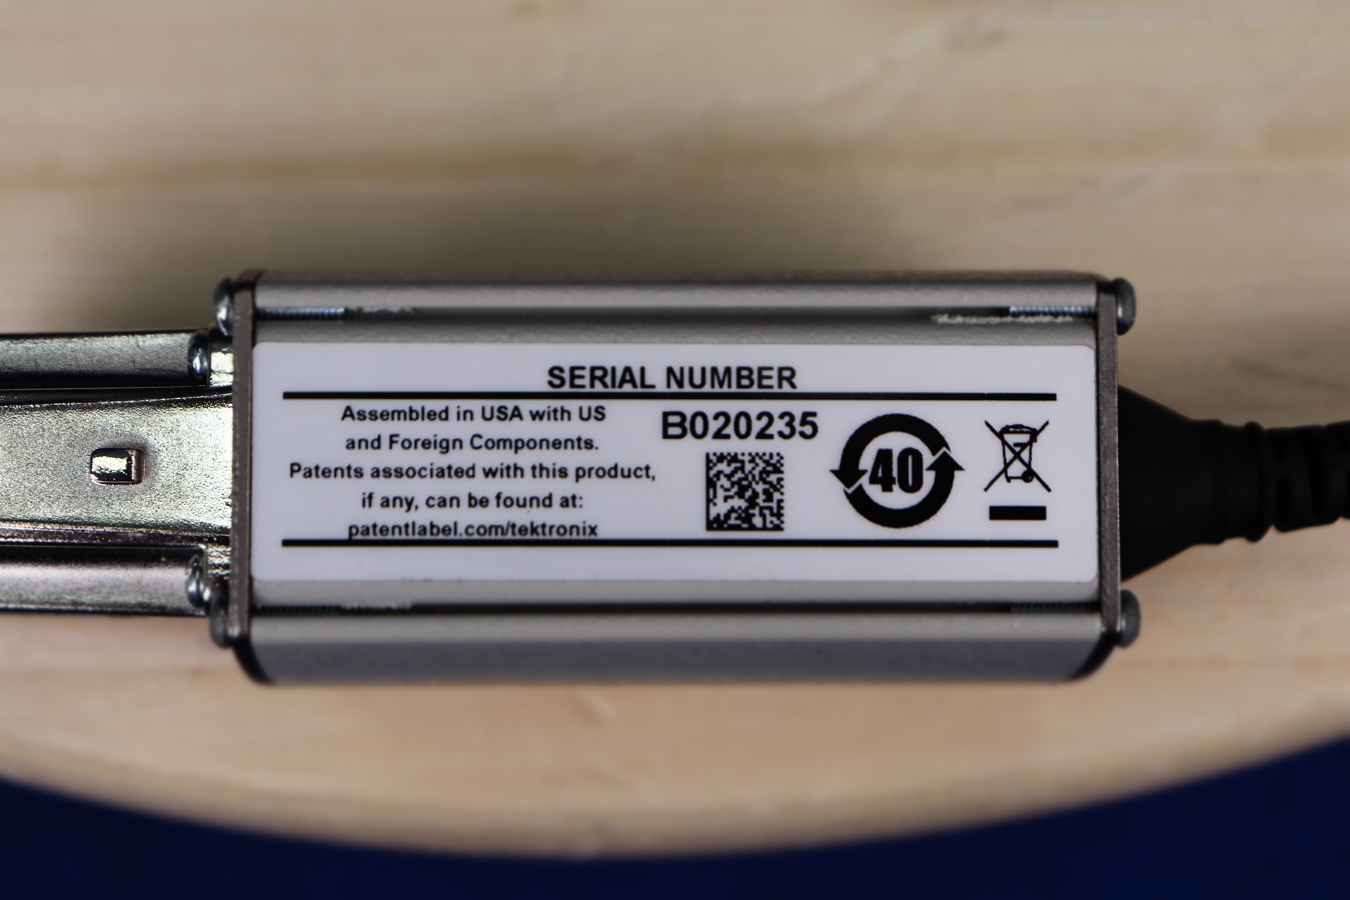 SERIAL NUMBER
Assembled in USA with US
and Foreign Components.
Patents associated with this product,
if any, can be found at:
patentlabel.com/tektronix
B020235
40